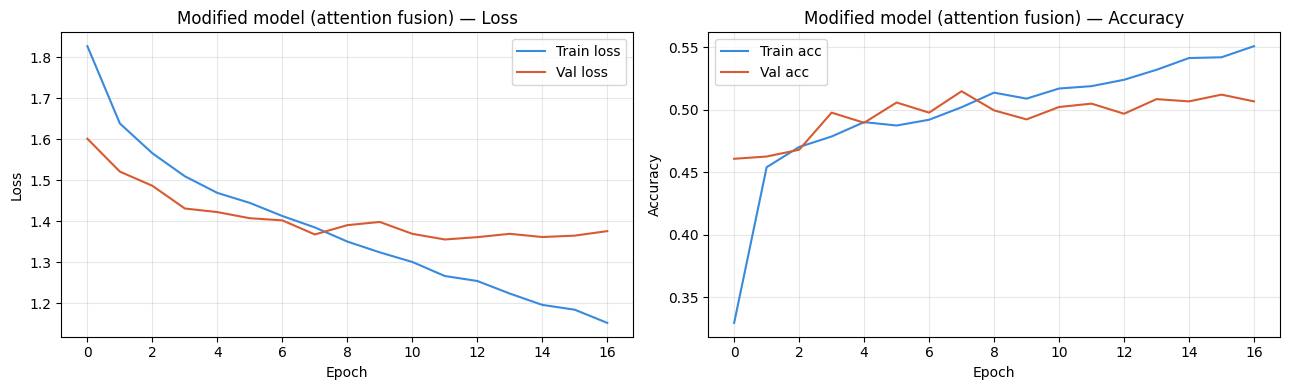 Modified model (attention fusion) — Loss
Train loss
Val loss
1.8
1.7
1.6
1.5
1.4
1.3
1.2
Loss
0 2 4 6 8 10 12 14 16
Epoch
Modified model (attention fusion) — Accuracy
Train acc
Val acc
0.55
0.50
0.45
0.40
0.35
Accuracy
0 2 4 6 8 10 12 14 16
Epoch